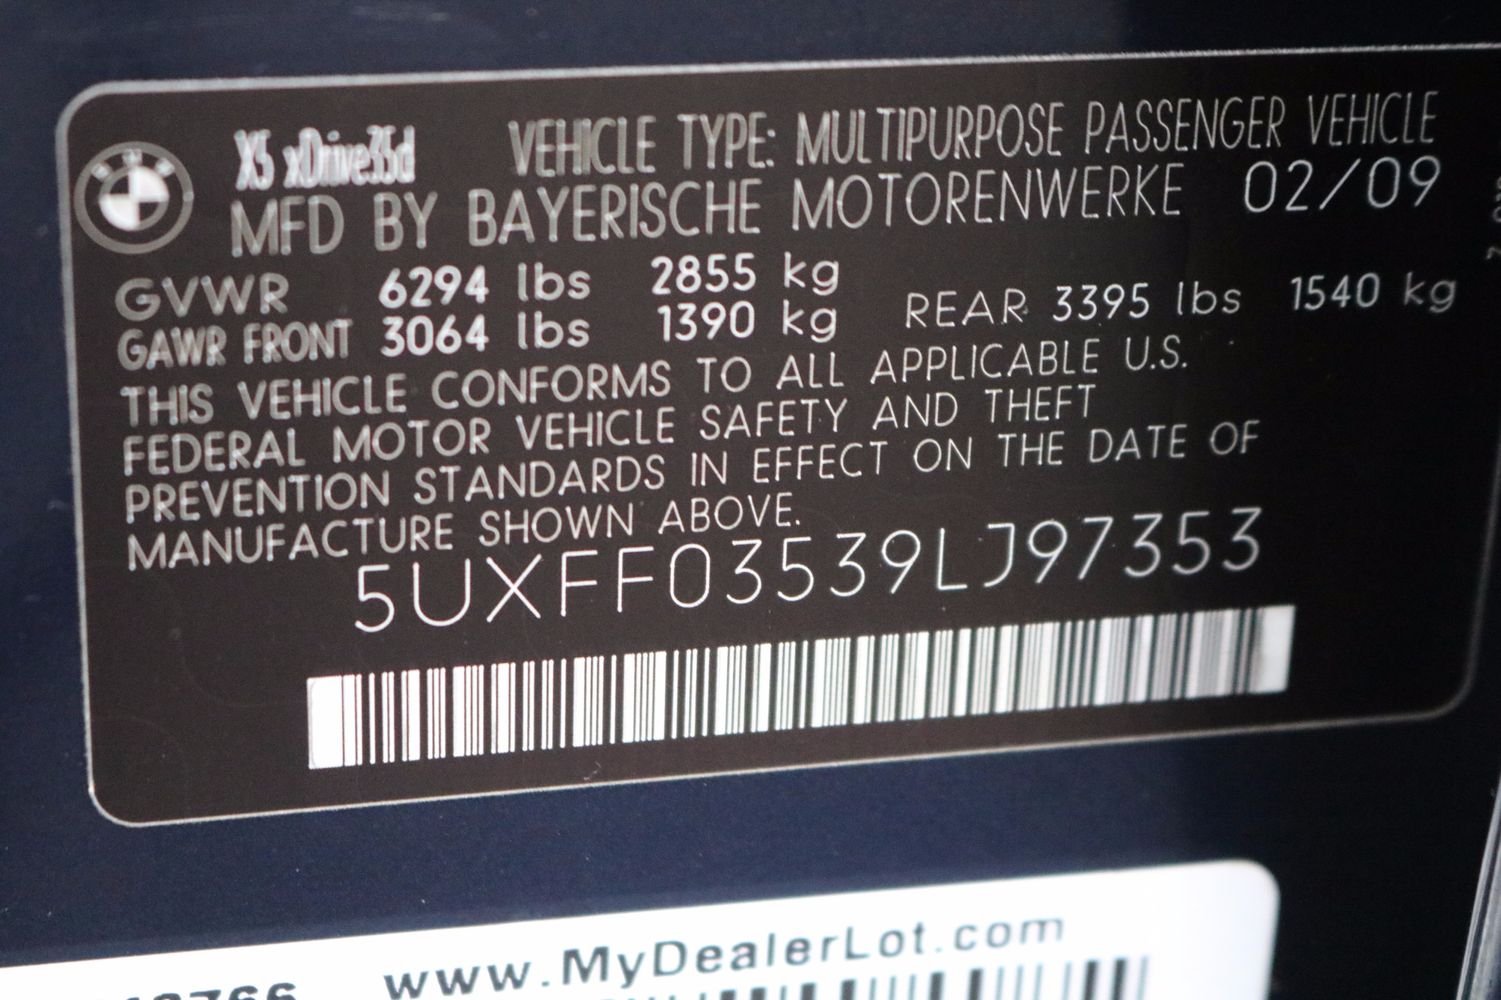 X5 xDrive35d VEHICLE TYPE: MULTIPURPOSE PASSENGER VEHICLE
MFD BY BAYERISCHE MOTORENWERKE 02/09
GVWR 6294 lbs 2855 kg
GAWR FRONT 3064 lbs 1390 kg REAR 3395 lbs 1540 kg
THIS VEHICLE CONFORMS TO ALL APPLICABLE U.S.
FEDERAL MOTOR VEHICLE SAFETY AND THEFT
PREVENTION STANDARDS IN EFFECT ON THE DATE OF
MANUFACTURE SHOWN ABOVE.
5UXFF03539LJ97353
www.MyDealerLot.com